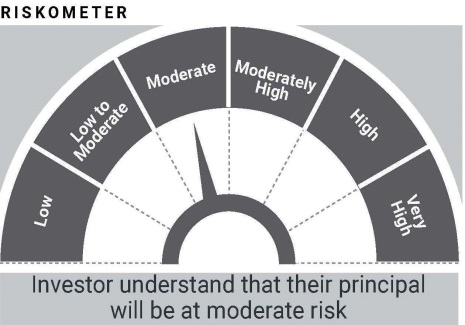 RISKOMETER
Low
Low to
Moderate
Moderate
Moderately
High
High
Very
High
Investor understand that their principal
will be at moderate risk